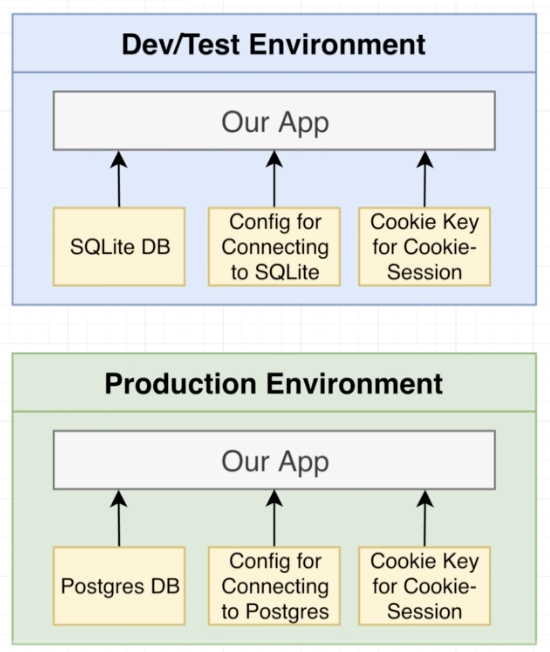 Dev/Test Environment
Our App
SQLite DB
Config for
Connecting
to SQLite
Cookie Key
for Cookie-
Session
Production Environment
Our App
Postgres DB
Config for
Connecting
to Postgres
Cookie Key
for Cookie-
Session